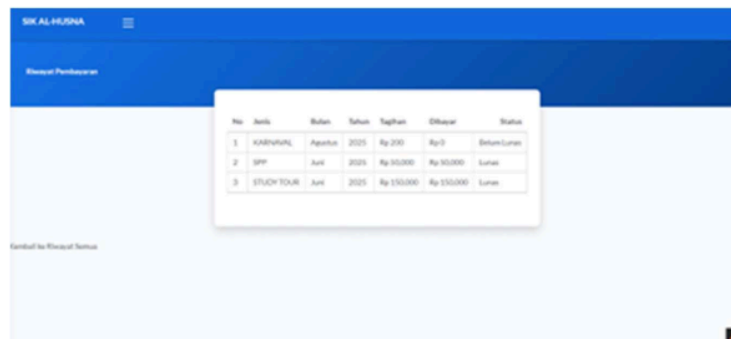 SIK AL-HUSNA
Riwayat Pembayaran
No Jenis Bulan Tahun Tagihan Dibayar Status
1 KARNAVAL Agustus 2025 Rp 200 Rp 0 Belum Lunas
2 SPP Juni 2025 Rp 50,000 Rp 50,000 Lunas
3 STUDY TOUR Juni 2025 Rp 150,000 Rp 150,000 Lunas
Kembali ke Riwayat Semua